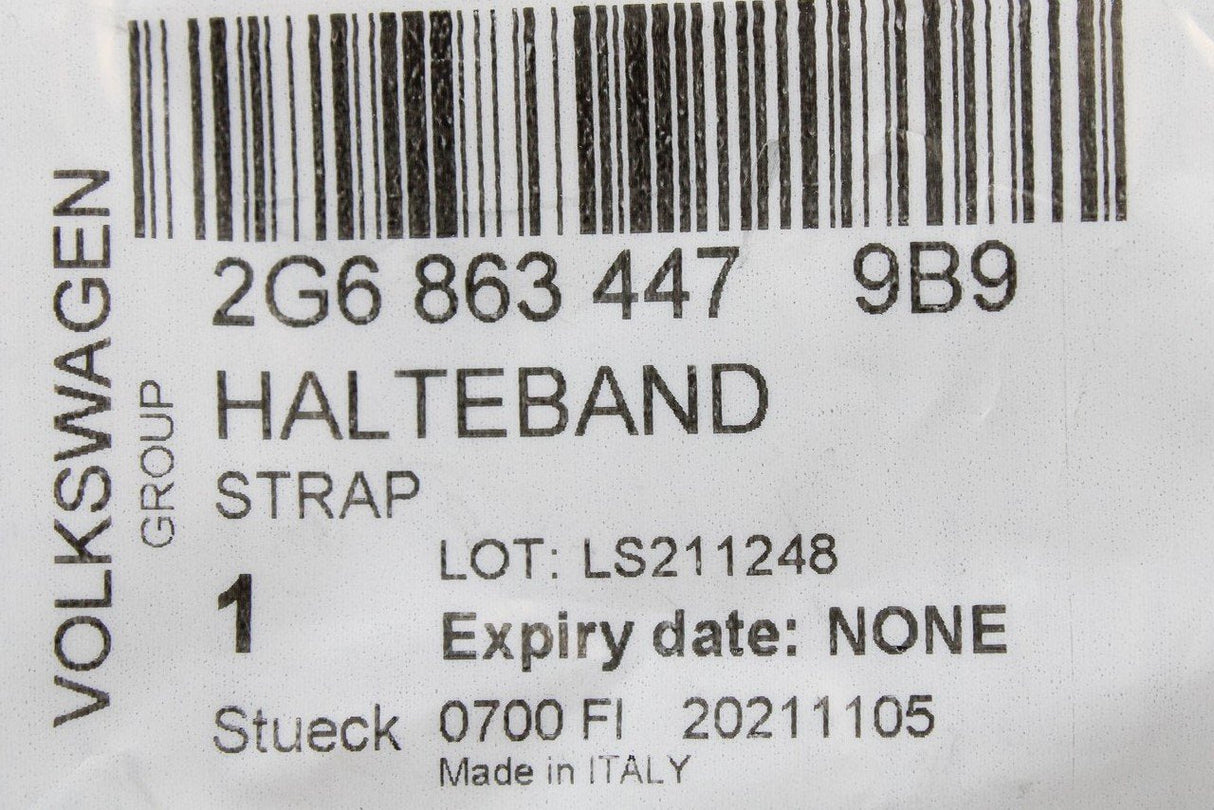 VOLKSWAGEN
GROUP
2G6 863 447 9B9
HALTEBAND
STRAP
LOT: LS211248
1
Expiry date: NONE
Stueck 0700 FI 20211105
Made in ITALY